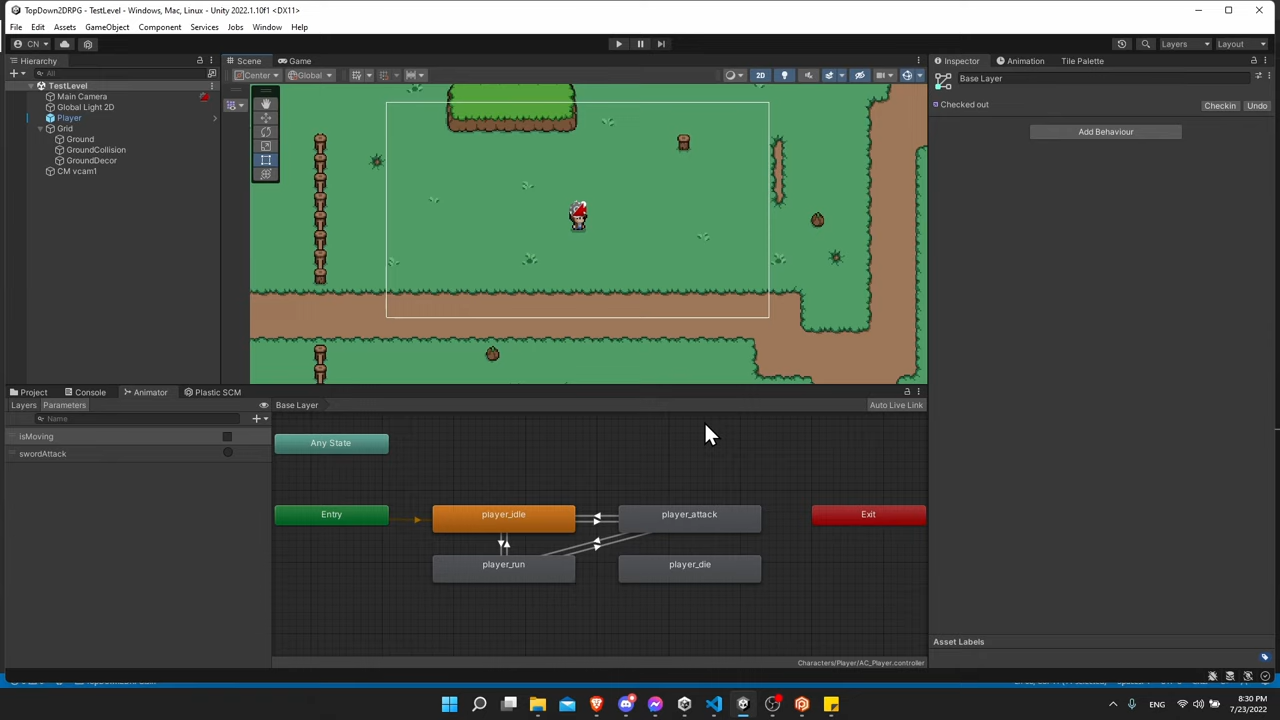 TopDown2DRPG - TestLevel - Windows, Mac, Linux - Unity 2022.1.10f1 <DX11>
File Edit Assets GameObject Component Services Jobs Window Help
CN Layers Layout
Hierarchy Scene Game Inspector Animation Tile Palette
All Center Global 2D Base Layer
TestLevel
Main Camera
Global Light 2D
Player
Grid
Ground
GroundCollision
GroundDecor
CM vcam1
Checked out Checkin Undo
Add Behaviour
Project Console Animator Plastic SCM
Layers Parameters Base Layer Auto Live Link
Name
isMoving
swordAttack
Any State
Entry player_idle player_attack Exit
player_run player_die
Asset Labels
Characters/Player/AC_Player.controller
8:30 PM
7/23/2022